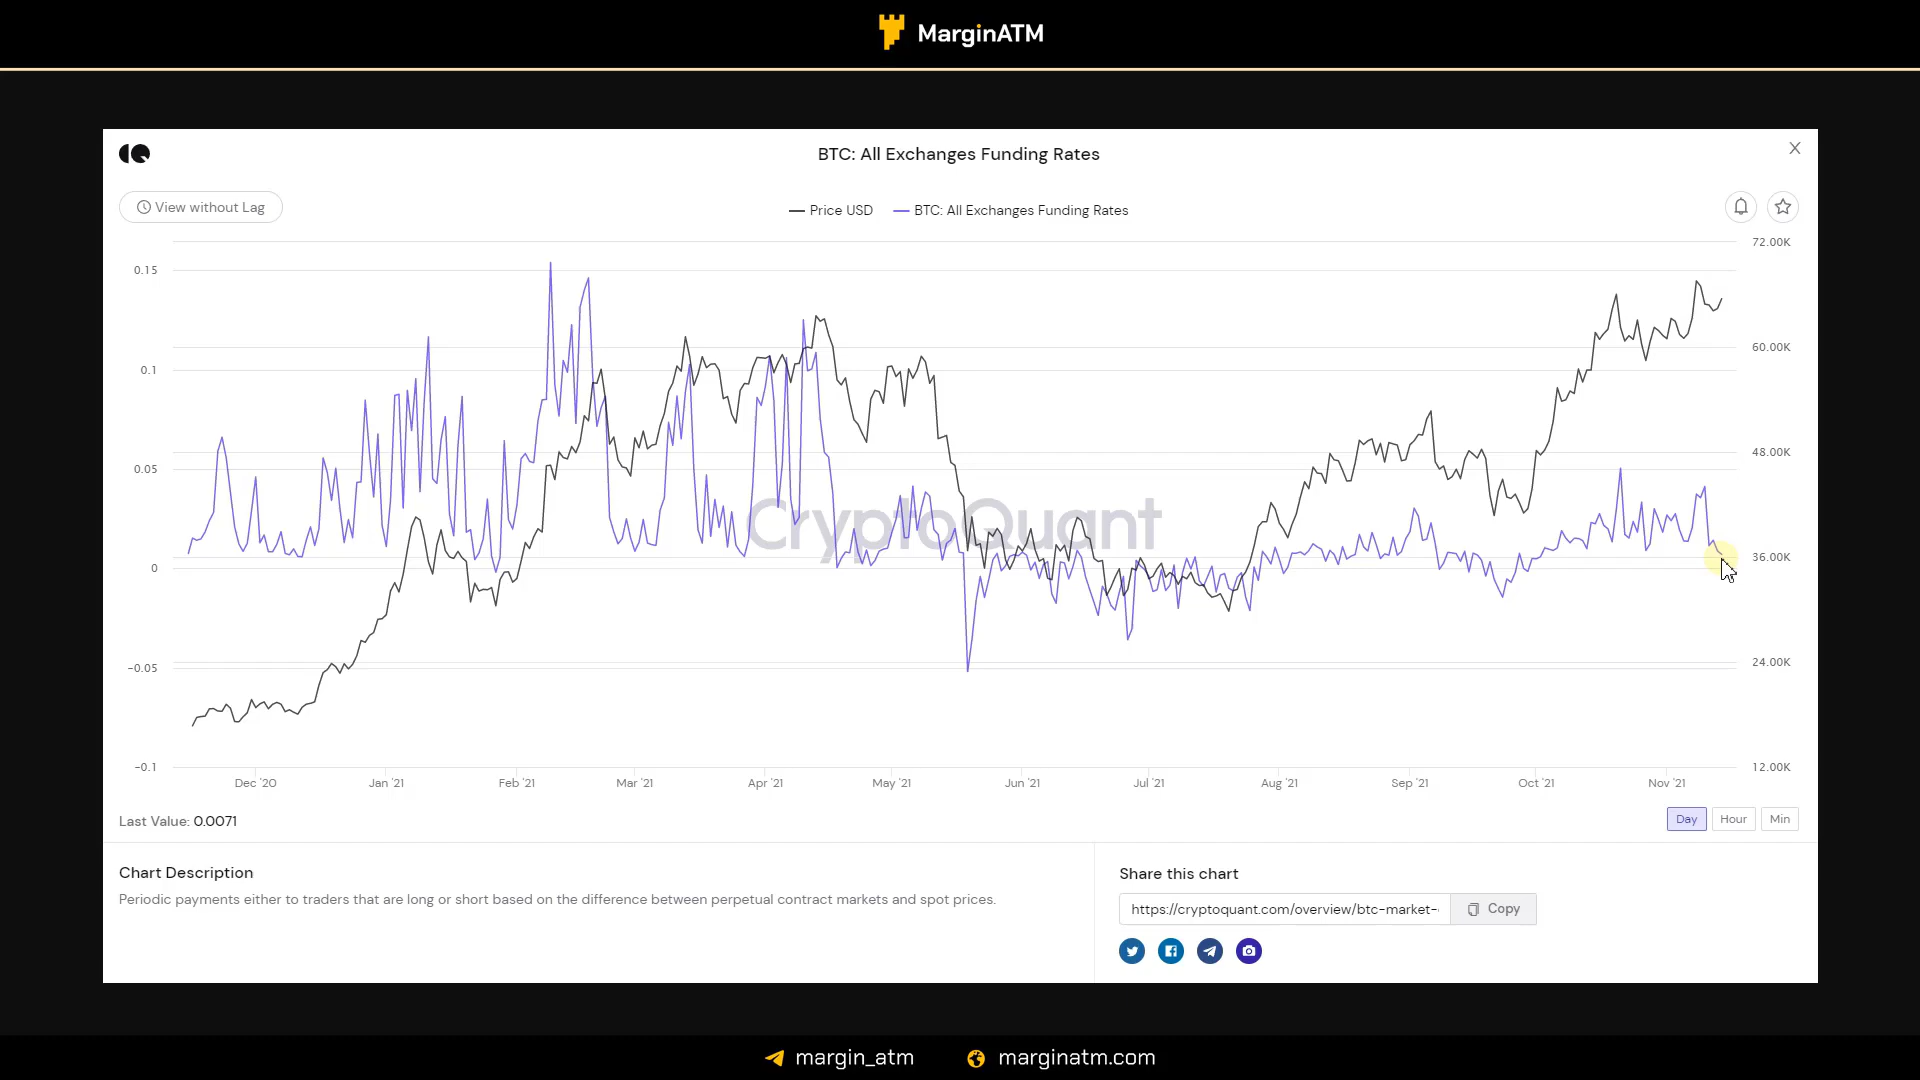 MarginATM
BTC: All Exchanges Funding Rates
View without Lag
Price USD
BTC: All Exchanges Funding Rates
72.00K
0.15
60.00K
0.1
48.00K
0.05
CryptoQuant
36.00K
0
24.00K
-0.05
12.00K
-0.1
Dec '20 Jan '21 Feb '21 Mar '21 Apr '21 May '21 Jun '21 Jul '21 Aug '21 Sep '21 Oct '21 Nov '21
Last Value: 0.0071
Day Hour Min
Chart Description
Periodic payments either to traders that are long or short based on the difference between perpetual contract markets and spot prices.
Share this chart
https://cryptoquant.com/overview/btc-market-
Copy
margin_atm
marginatm.com